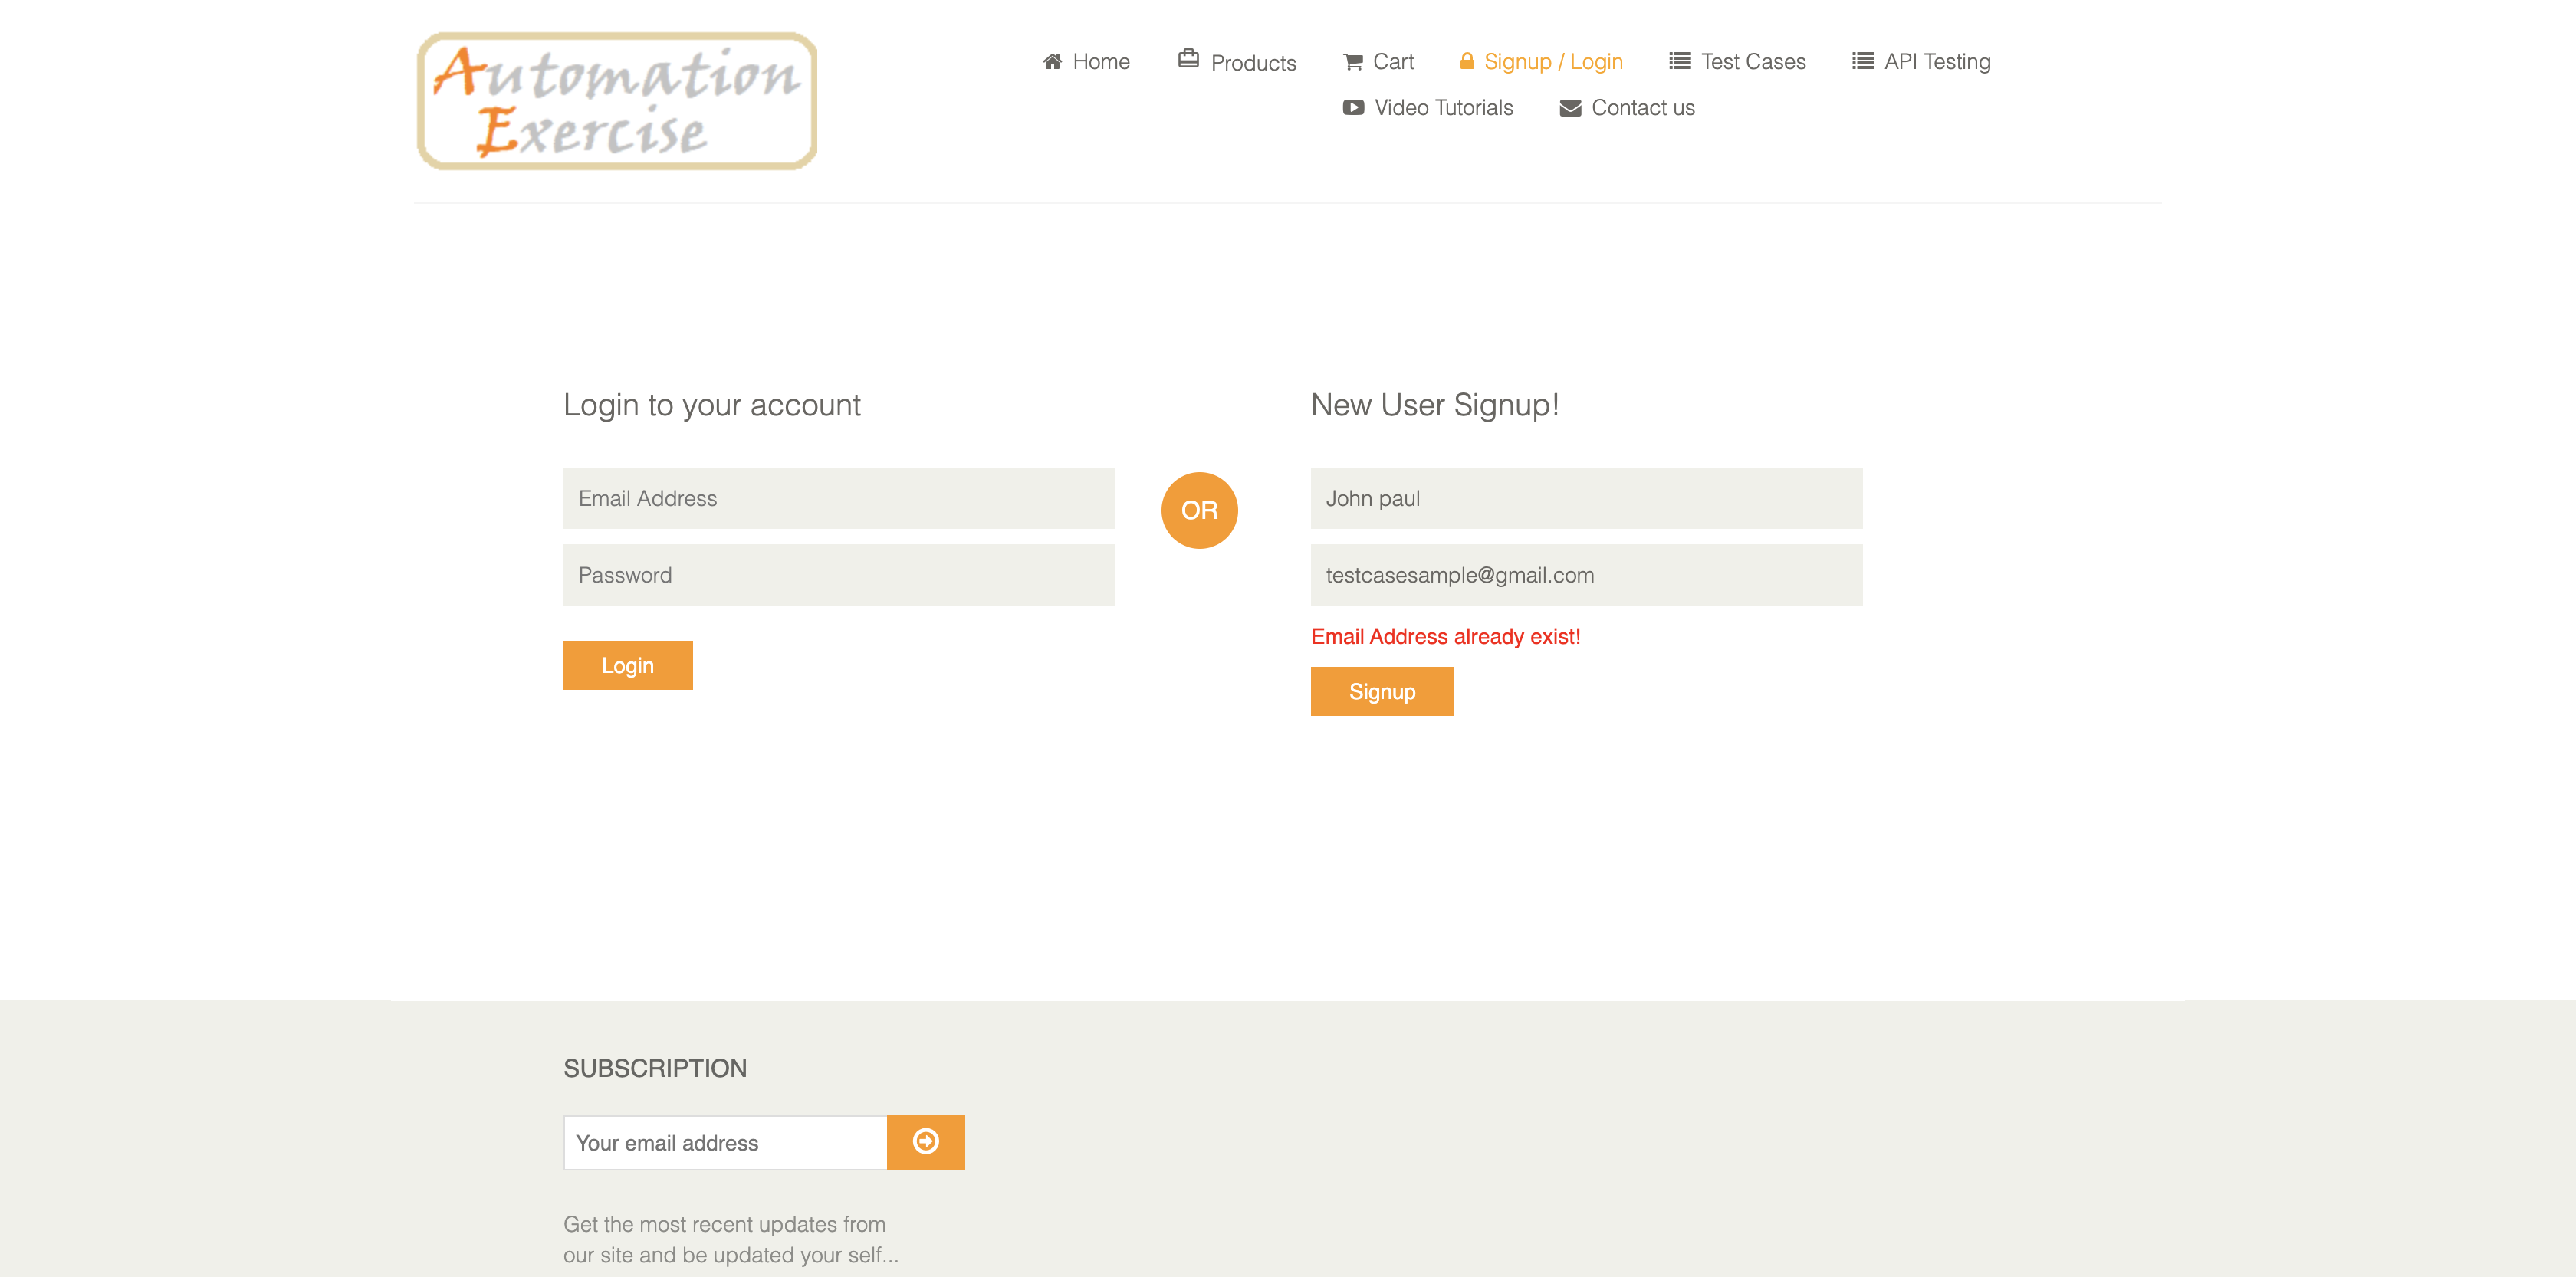 Automation
Exercise
Home
Products
Cart
Signup / Login
Test Cases
API Testing
Video Tutorials
Contact us
Login to your account
Email Address
Password
Login
OR
New User Signup!
John paul
testcasesample@gmail.com
Email Address already exist!
Signup
SUBSCRIPTION
Your email address
Get the most recent updates from
our site and be updated your self...